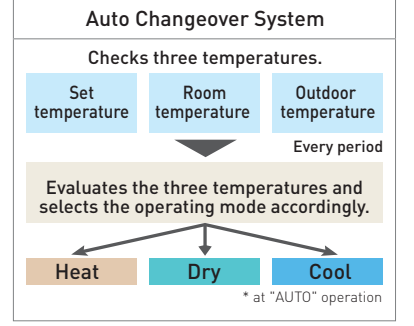 Auto Changeover System
Checks three temperatures.
Set
temperature
Room
temperature
Outdoor
temperature
Every period
Evaluates the three temperatures and
selects the operating mode accordingly.
Heat
Dry
Cool
* at "AUTO" operation